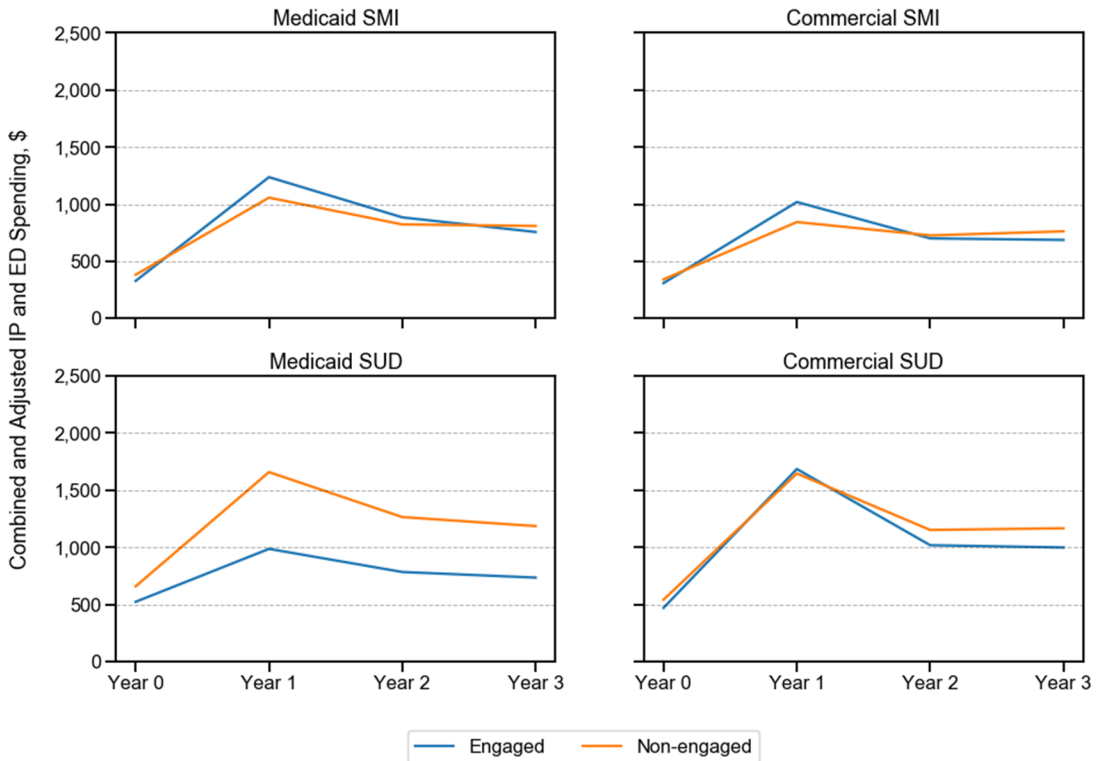 Medicaid SMI
Commercial SMI
Combined and Adjusted IP and ED Spending, $
2,500
2,000
1,500
1,000
500
0
Medicaid SUD
Commercial SUD
2,500
2,000
1,500
1,000
500
0
Year 0 Year 1 Year 2 Year 3
Year 0 Year 1 Year 2 Year 3
Engaged Non-engaged